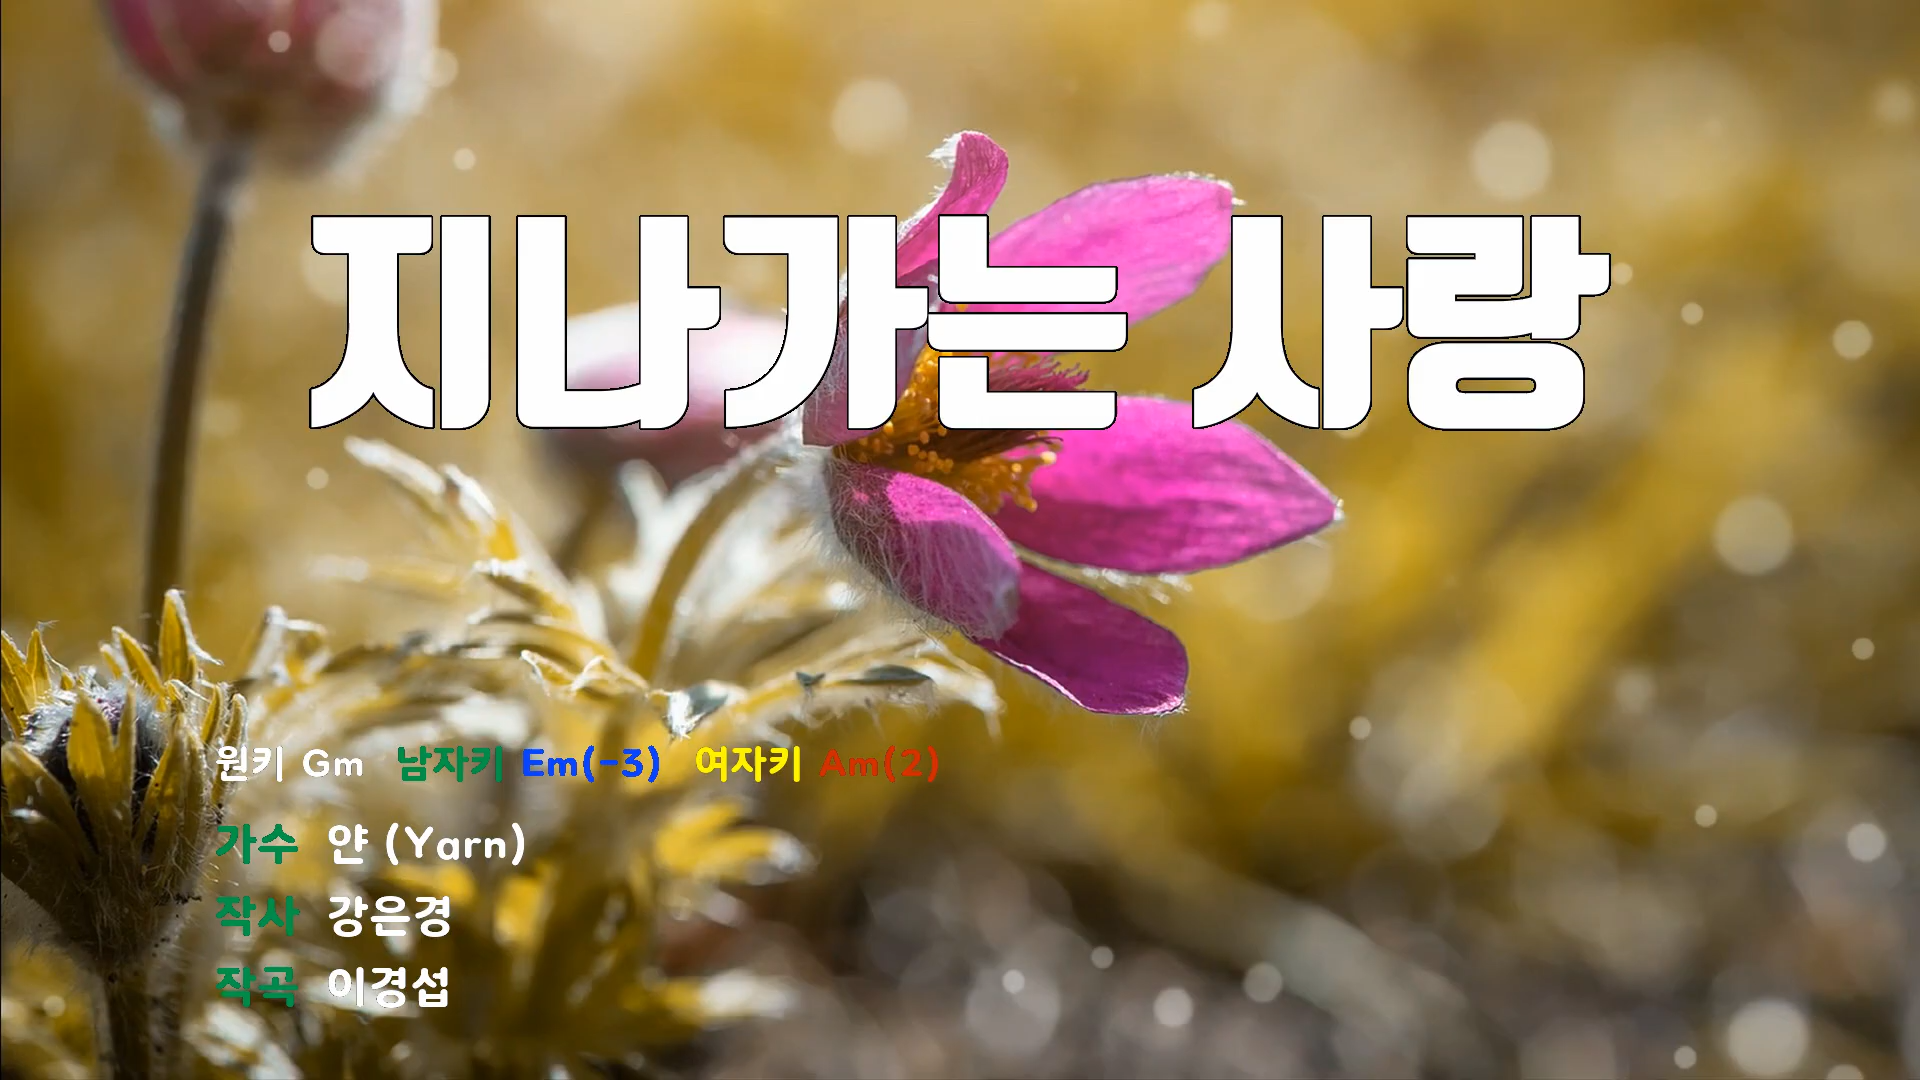 지나가는 사랑
원키 Gm 남자키 Em(-3) 여자키 Am(2)
가수 얀 (Yarn)
작사 강은경
작곡 이경섭